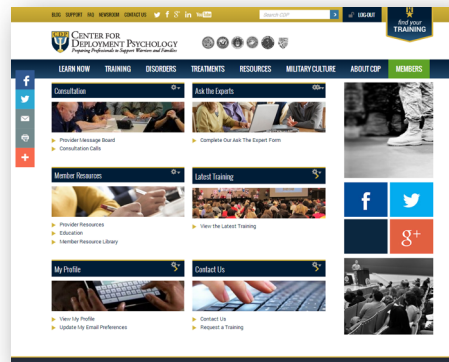 BLOG SUPPORT FAQ NEWSROOM CONTACT US You Tube Search CDP LOG OUT
find your
TRAINING
CDP
CENTER FOR
DEPLOYMENT PSYCHOLOGY
Preparing Professionals to Support Warriors and Families
LEARN NOW TRAINING DISORDERS TREATMENTS RESOURCES MILITARY CULTURE ABOUT CDP MEMBERS
Consultation
Provider Message Board
Consultation Calls
Ask the Experts
Complete Our Ask The Expert Form
Member Resources
Provider Resources
Education
Member Resource Library
Latest Training
View the Latest Training
My Profile
View My Profile
Update My Email Preferences
Contact Us
Contact Us
Request a Training
g+